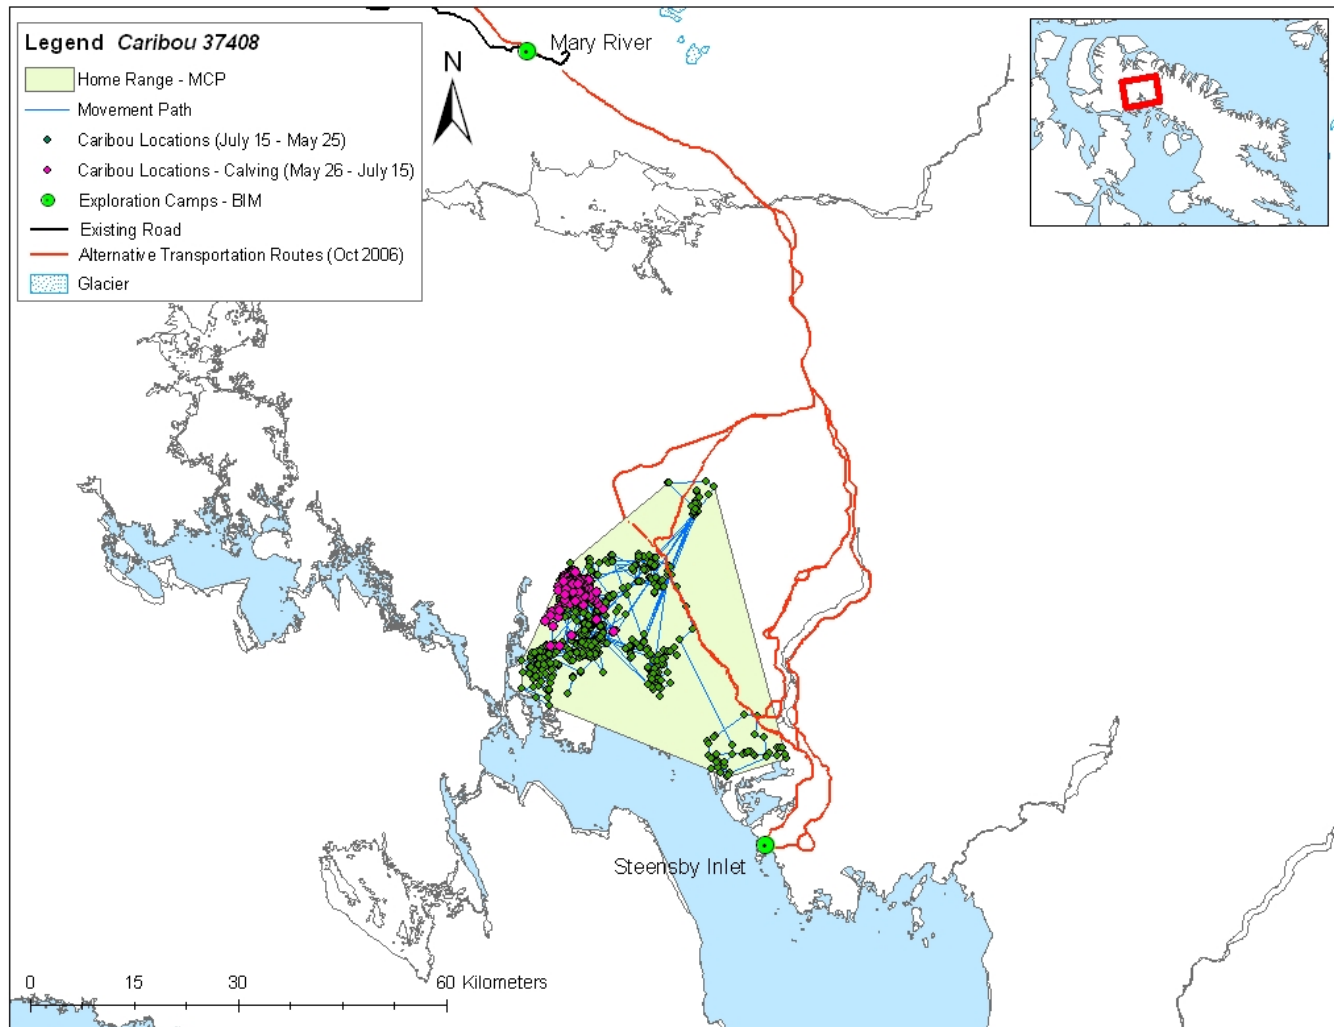 Legend Caribou 37408
Home Range - MCP
Movement Path
Caribou Locations (July 15 - May 25)
Caribou Locations - Calving (May 26 - July 15)
Exploration Camps - BIM
Existing Road
Alternative Transportation Routes (Oct 2006)
Glacier
N
Mary River
Steensby Inlet
0 15 30 60 Kilometers